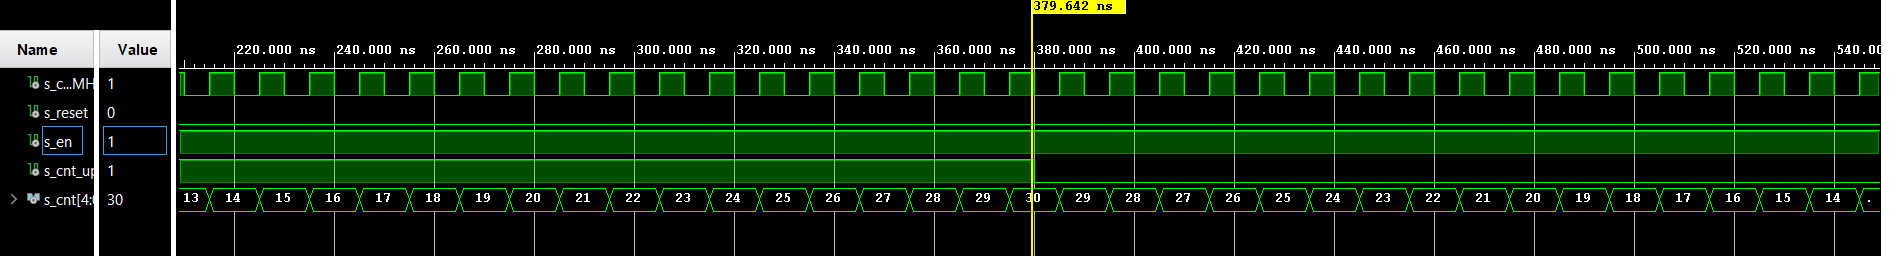 379.642 ns
Name Value
220.000 ns 240.000 ns 260.000 ns 280.000 ns 300.000 ns 320.000 ns 340.000 ns 360.000 ns 380.000 ns 400.000 ns 420.000 ns 440.000 ns 460.000 ns 480.000 ns 500.000 ns 520.000 ns 540.00
s_c...MH 1
s_reset 0
s_en 1
s_cnt_up 1
s_cnt[4:0 30 13 14 15 16 17 18 19 20 21 22 23 24 25 26 27 28 29 30 29 28 27 26 25 24 23 22 21 20 19 18 17 16 15 14 .